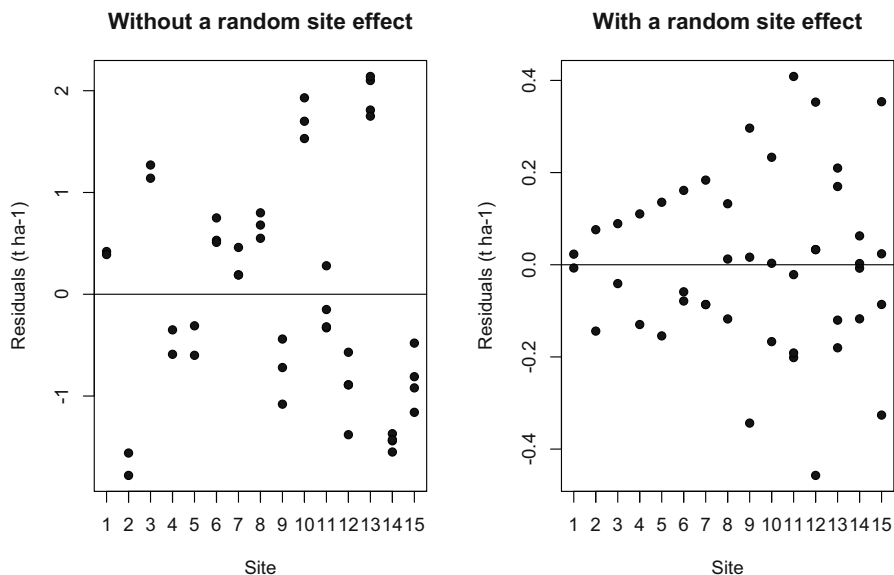 Without a random site effect
2
1
0
-1
Residuals (t ha-1)
1 2 3 4 5 6 7 8 9 10 11 12 13 14 15
Site
With a random site effect
0.4
0.2
0.0
-0.2
-0.4
Residuals (t ha-1)
1 2 3 4 5 6 7 8 9 10 11 12 13 14 15
Site